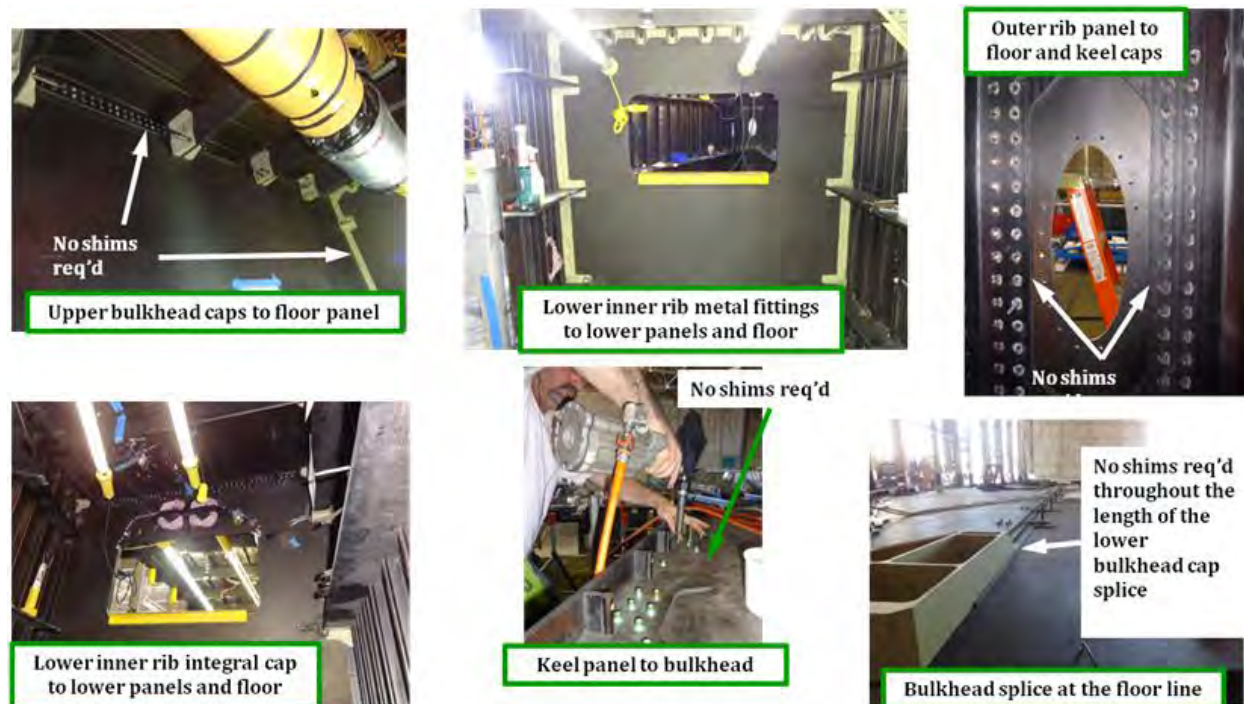 No shims
req'd
Upper bulkhead caps to floor panel
Lower inner rib metal fittings
to lower panels and floor
Outer rib panel to
floor and keel caps
No shims
Lower inner rib integral cap
to lower panels and floor
No shims req'd
Keel panel to bulkhead
No shims req'd
throughout the
length of the
lower
bulkhead cap
splice
Bulkhead splice at the floor line